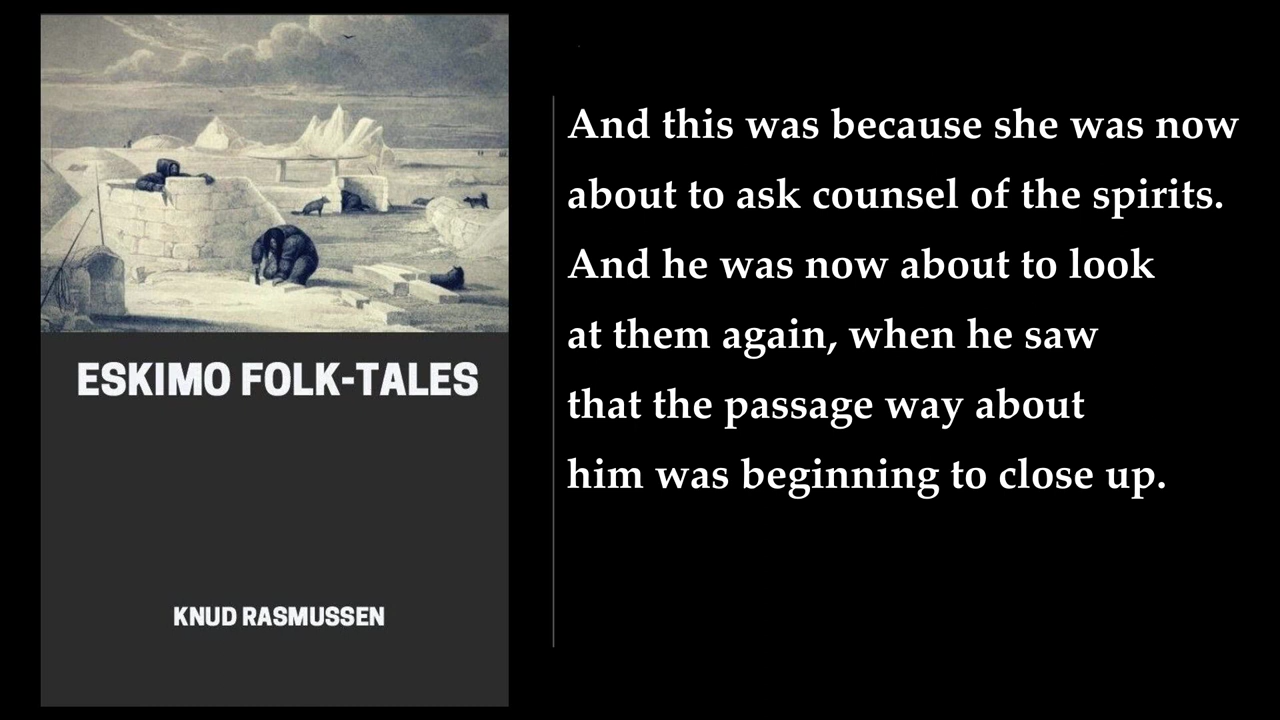 ESKIMO FOLK-TALES
KNUD RASMUSSEN
And this was because she was now
about to ask counsel of the spirits.
And he was now about to look
at them again, when he saw
that the passage way about
him was beginning to close up.